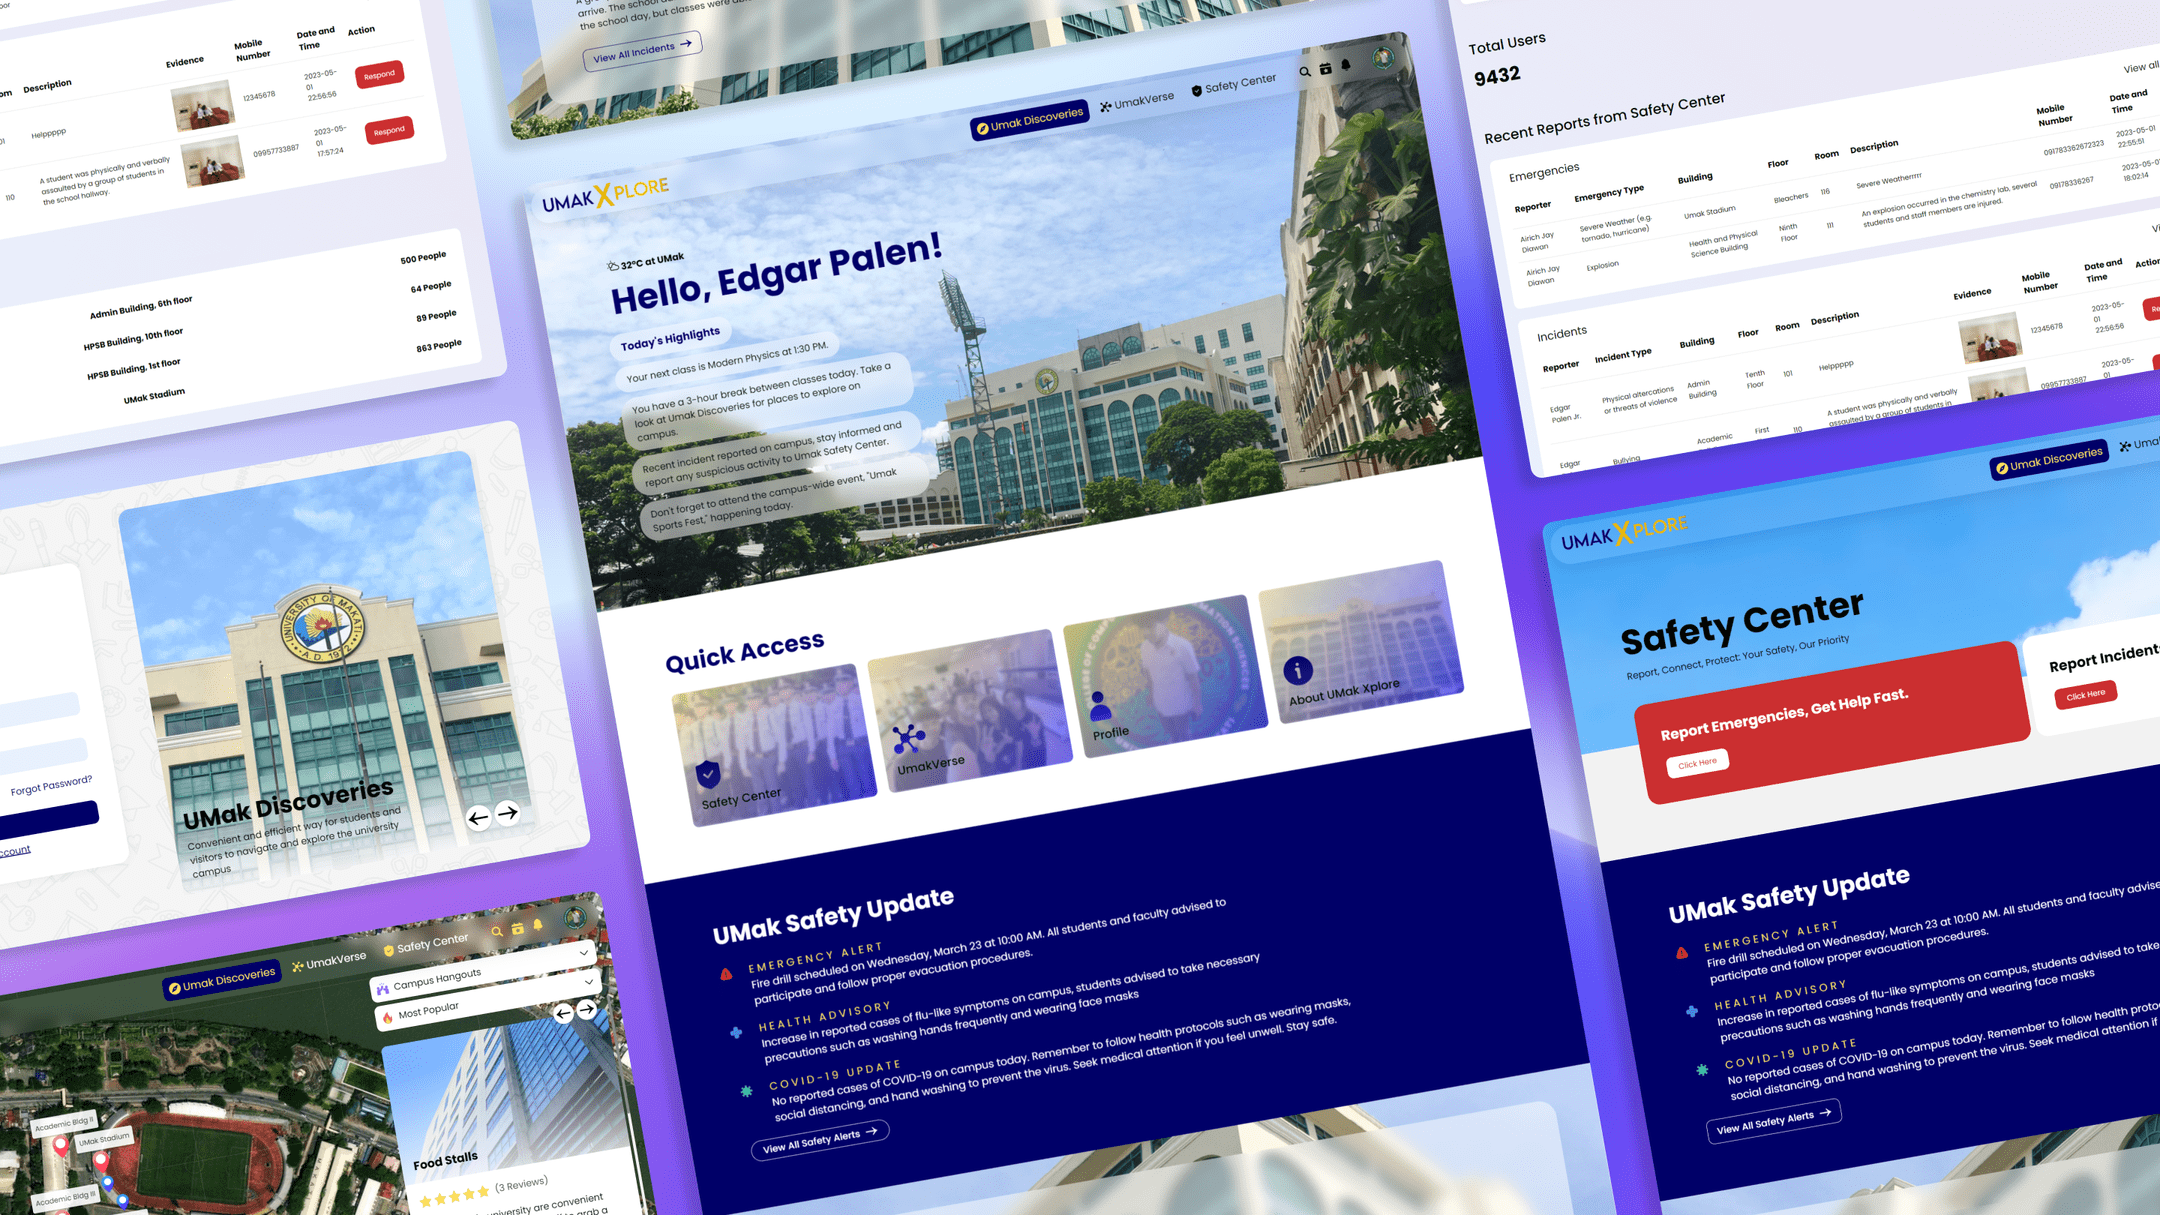 Description
Evidence
Mobile
Number
Date and
Time
Action
Helppppp
12345678
2023-05-
01
22:56:56
Respond
110
A student was physically and verbally
assaulted by a group of students in
the school hallway.
09957733887
2023-05-
01
17:57:24
Respond
500 People
Admin Building, 6th floor
64 People
HPSB Building, 10th floor
89 People
HPSB Building, 1st floor
863 People
UMak Stadium
Forgot Password?
UNIVERSITY OF MAKATI
A.D. 1972
UMak Discoveries
Convenient and efficient way for students and
visitors to navigate and explore the university
campus
Umak Discoveries
UmakVerse
Safety Center
Campus Hangouts
Most Popular
Academic Bldg II
UMak Stadium
Academic Bldg III
Food Stalls
(3 Reviews)
university are convenient
grab a
arrive. The school
the school day, but classes were
View All Incidents →
UMAK XPLORE
Umak Discoveries
UmakVerse
Safety Center
32°C at UMak
Hello, Edgar Palen!
Today's Highlights
Your next class is Modern Physics at 1:30 PM.
You have a 3-hour break between classes today. Take a
look at Umak Discoveries for places to explore on
campus.
Recent incident reported on campus, stay informed and
report any suspicious activity to Umak Safety Center.
Don't forget to attend the campus-wide event, "Umak
Sports Fest," happening today.
Quick Access
Safety Center
UmakVerse
Profile
About UMak Xplore
UMak Safety Update
EMERGENCY ALERT
Fire drill scheduled on Wednesday, March 23 at 10:00 AM. All students and faculty advised to
participate and follow proper evacuation procedures.
HEALTH ADVISORY
Increase in reported cases of flu-like symptoms on campus, students advised to take necessary
precautions such as washing hands frequently and wearing face masks
COVID-19 UPDATE
No reported cases of COVID-19 on campus today. Remember to follow health protocols such as wearing masks,
social distancing, and hand washing to prevent the virus. Seek medical attention if you feel unwell. Stay safe.
View All Safety Alerts →
Total Users
9432
Recent Reports from Safety Center
View all
Emergencies
Reporter
Emergency Type
Building
Floor
Room
Description
Mobile
Number
Date and
Time
Airich Jay
Diawan
Severe Weather (e.g.
tornado, hurricane)
Umak Stadium
Bleachers
116
Severe Weatherrrrr
091783362672323
2023-05-01
22:55:51
Airich Jay
Diawan
Explosion
Health and Physical
Science Building
Ninth
Floor
111
An explosion occurred in the chemistry lab, several
students and staff members are injured.
09178336267
2023-05-01
18:02:14
Incidents
Reporter
Incident Type
Building
Floor
Room
Description
Evidence
Mobile
Number
Date and
Time
Action
Edgar
Palen Jr.
Physical altercations
or threats of violence
Admin
Building
Tenth
Floor
101
Helppppp
12345678
2023-05-
01
22:56:56
Edgar
Bullying
Academic
First
110
A student was physically and verbally
assaulted by a group of students in
09957733887
2023-05-
01
Umak Discoveries
UMAK XPLORE
Safety Center
Report, Connect, Protect: Your Safety, Our Priority
Report Emergencies, Get Help Fast.
Click Here
Report Incident
Click Here
UMak Safety Update
EMERGENCY ALERT
Fire drill scheduled on Wednesday, March 23 at 10:00 AM. All students and faculty advise
participate and follow proper evacuation procedures.
HEALTH ADVISORY
Increase in reported cases of flu-like symptoms on campus, students advised to take
precautions such as washing hands frequently and wearing face masks
COVID-19 UPDATE
No reported cases of COVID-19 on campus today. Remember to follow health protoc
social distancing, and hand washing to prevent the virus. Seek medical attention if
View All Safety Alerts →